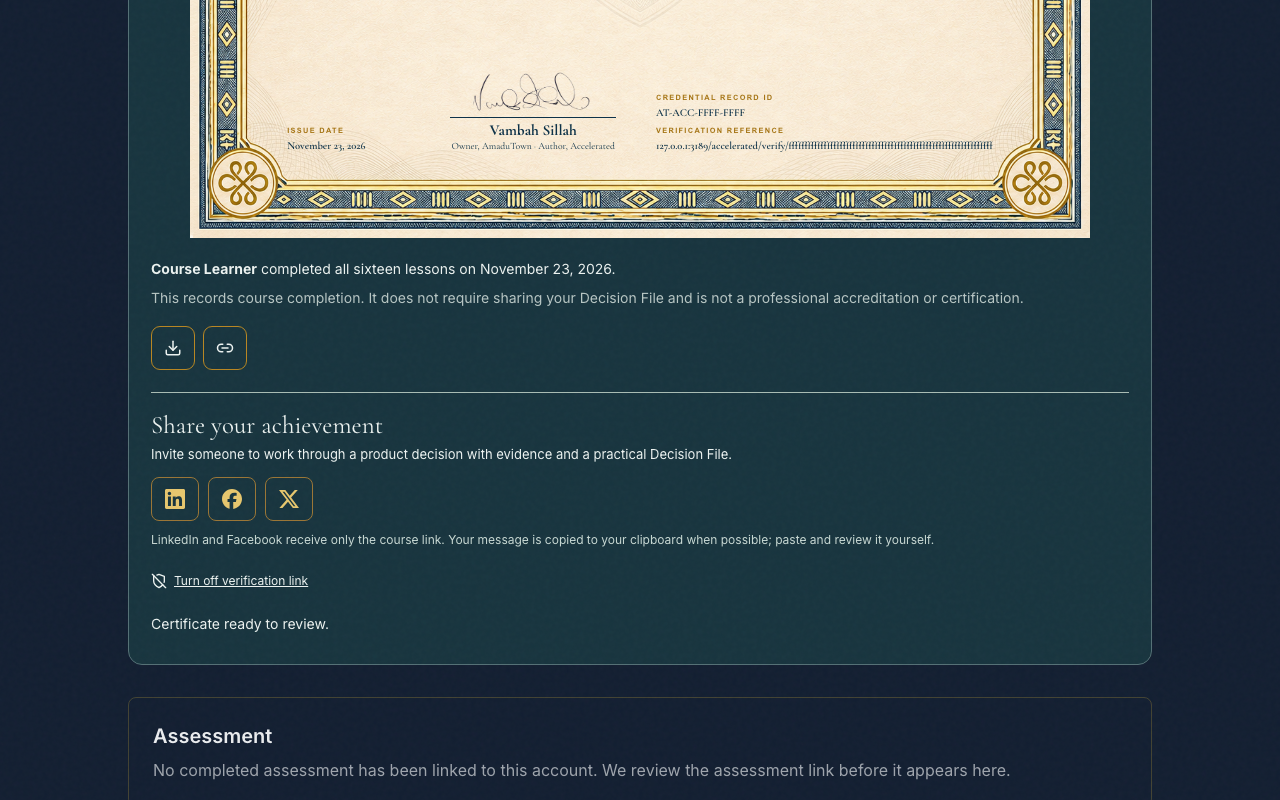 CREDENTIAL RECORD ID
AT-ACC-FFFF-FFFF
ISSUE DATE
Vambah Sillah
VERIFICATION REFERENCE
November 23, 2026
Owner, AmaduTown · Author, Accelerated
Course Learner completed all sixteen lessons on November 23, 2026.
This records course completion. It does not require sharing your Decision File and is not a professional accreditation or certification.
Share your achievement
Invite someone to work through a product decision with evidence and a practical Decision File.
LinkedIn and Facebook receive only the course link. Your message is copied to your clipboard when possible; paste and review it yourself.
Turn off verification link
Certificate ready to review.
Assessment
No completed assessment has been linked to this account. We review the assessment link before it appears here.